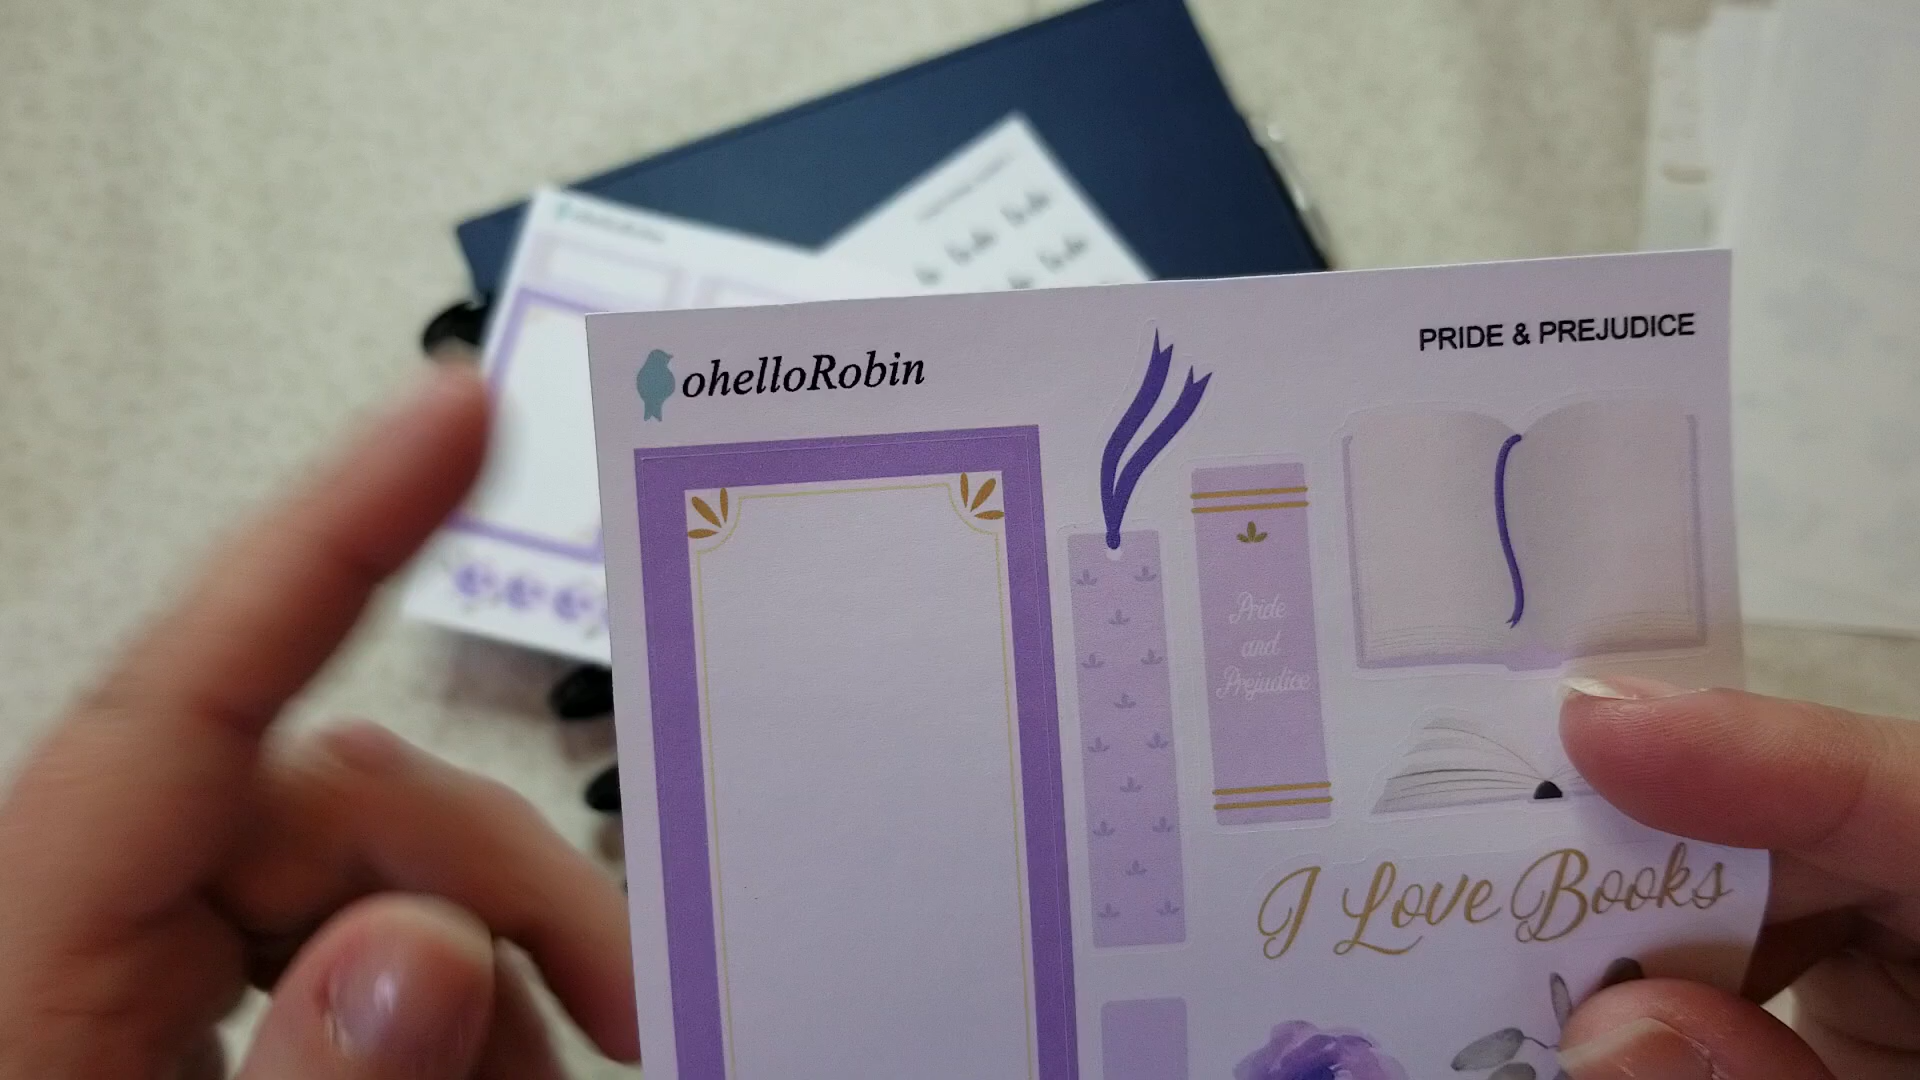 ohelloRobin
PRIDE & PREJUDICE
Pride
and
Prejudice
I Love Books